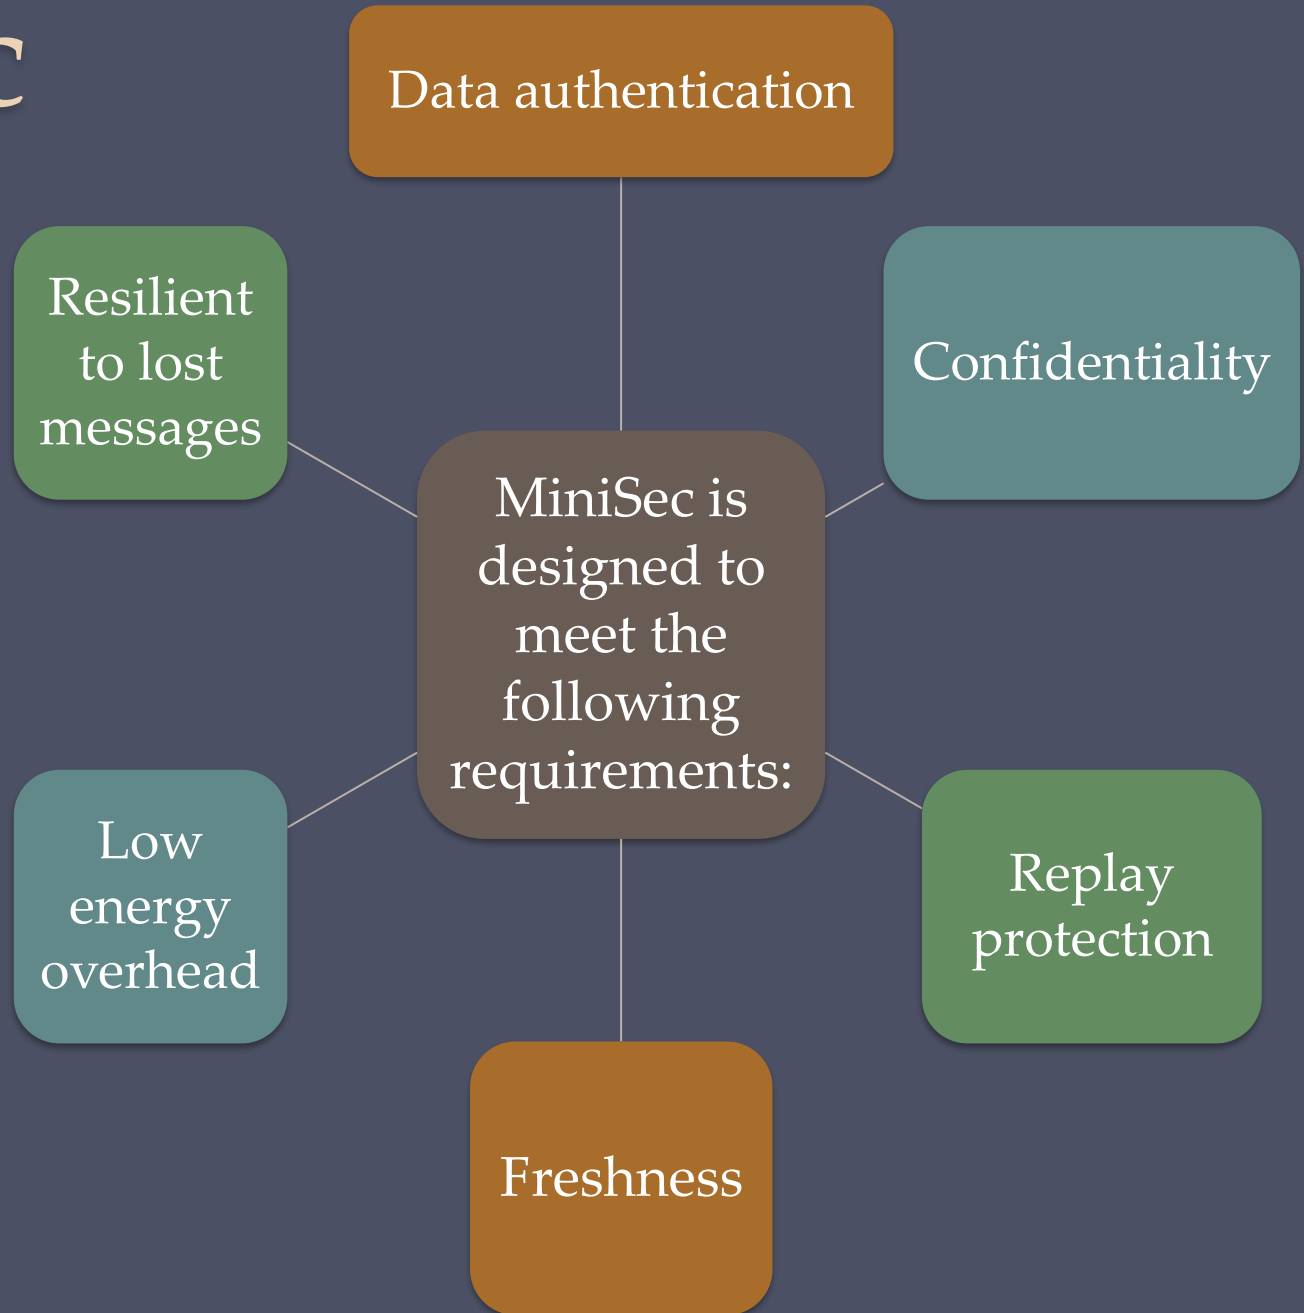 c
Data authentication
Resilient
to lost
messages
Confidentiality
MiniSec is
designed to
meet the
following
requirements:
Low
energy
overhead
Replay
protection
Freshness